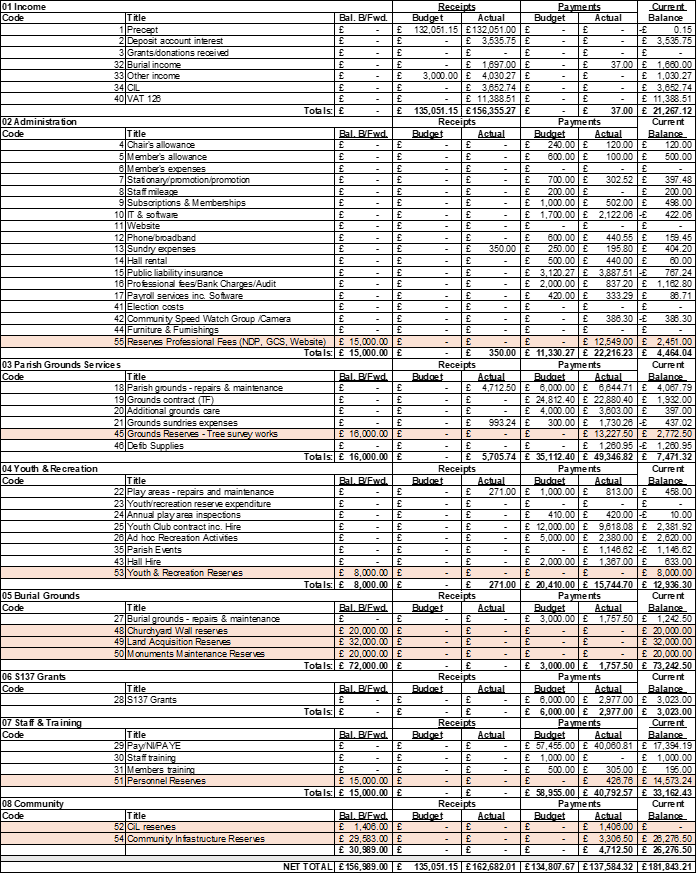 01 Income Receipts Payments Current
Code Title Bal. B/Fwd. Budget Actual Budget Actual Balance
1 Precept £ - £ 132,051.15 £132,051.00 £ - £ - -£ 0.15
2 Deposit account interest £ - £ - £ 3,535.75 £ - £ - £ 3,535.75
3 Grants/donations received £ - £ - £ - £ - £ - £ -
32 Burial income £ - £ - £ 1,697.00 £ - £ 37.00 £ 1,660.00
33 Other income £ - £ 3,000.00 £ 4,030.27 £ - £ - £ 1,030.27
34 CIL £ - £ - £ 3,652.74 £ - £ - £ 3,652.74
40 VAT 126 £ - £ - £ 11,388.51 £ - £ - £ 11,388.51
Totals: £ - £ 135,051.15 £156,355.27 £ - £ 37.00 £ 21,267.12
02 Administration Receipts Payments Current
Code Title Bal. B/Fwd. Budget Actual Budget Actual Balance
4 Chair's allowance £ - £ - £ - £ 240.00 £ 120.00 £ 120.00
5 Member's allowance £ - £ - £ - £ 600.00 £ 100.00 £ 500.00
6 Member's expenses £ - £ - £ - £ - £ - £ -
7 Stationary/promotion/promotion £ - £ - £ - £ 700.00 £ 302.52 £ 397.48
8 Staff mileage £ - £ - £ - £ 200.00 £ - £ 200.00
9 Subscriptions & Memberships £ - £ - £ - £ 1,000.00 £ 502.00 £ 498.00
10 IT & software £ - £ - £ - £ 1,700.00 £ 2,122.06 -£ 422.06
11 Website £ - £ - £ - £ - £ - £ -
12 Phone/broadband £ - £ - £ - £ 600.00 £ 440.55 £ 159.45
13 Sundry expenses £ - £ - £ 350.00 £ 250.00 £ 195.80 £ 404.20
14 Hall rental £ - £ - £ - £ 500.00 £ 440.00 £ 60.00
15 Public liability insurance £ - £ - £ - £ 3,120.27 £ 3,887.51 -£ 767.24
16 Professional fees/Bank Charges/Audit £ - £ - £ - £ 2,000.00 £ 837.20 £ 1,162.80
17 Payroll services inc. Software £ - £ - £ - £ 420.00 £ 333.29 £ 86.71
41 Election costs £ - £ - £ - £ - £ - £ -
42 Community Speed Watch Group /Camera £ - £ - £ - £ - £ 386.30 -£ 386.30
44 Furniture & Furnishings £ - £ - £ - £ - £ - £ -
55 Reserves Professional Fees (NDP, GCS, Website) £ 15,000.00 £ - £ - £ - £ 12,549.00 £ 2,451.00
Totals: £ 15,000.00 £ - £ 350.00 £ 11,330.27 £ 22,216.23 £ 4,464.04
03 Parish Grounds Services Receipts Payments Current
Code Title Bal. B/Fwd. Budget Actual Budget Actual Balance
18 Parish grounds - repairs & maintenance £ - £ - £ 4,712.50 £ 6,000.00 £ 6,644.71 £ 4,067.79
19 Grounds contract (TF) £ - £ - £ - £ 24,812.40 £ 22,880.40 £ 1,932.00
20 Additional grounds care £ - £ - £ - £ 4,000.00 £ 3,603.00 £ 397.00
21 Grounds sundries expenses £ - £ - £ 993.24 £ 300.00 £ 1,730.26 -£ 437.02
45 Grounds Reserves - Tree survey works £ 16,000.00 £ - £ - £ - £ 13,227.50 £ 2,772.50
46 Defib Supplies £ - £ - £ - £ - £ 1,260.95 -£ 1,260.95
Totals: £ 16,000.00 £ - £ 5,705.74 £ 35,112.40 £ 49,346.82 £ 7,471.32
04 Youth & Recreation Receipts Payments Current
Code Title Bal. B/Fwd. Budget Actual Budget Actual Balance
22 Play areas - repairs and maintenance £ - £ - £ 271.00 £ 1,000.00 £ 813.00 £ 458.00
23 Youth/recreation reserve expenditure £ - £ - £ - £ - £ - £ -
24 Annual play area inspections £ - £ - £ - £ 410.00 £ 420.00 -£ 10.00
25 Youth Club contract inc. Hire £ - £ - £ - £ 12,000.00 £ 9,618.08 £ 2,381.92
26 Ad hoc Recreation Activities £ - £ - £ - £ 5,000.00 £ 2,380.00 £ 2,620.00
35 Parish Events £ - £ - £ - £ - £ 1,146.62 -£ 1,146.62
43 Hall Hire £ - £ - £ - £ 2,000.00 £ 1,367.00 £ 633.00
53 Youth & Recreation Reserves £ 8,000.00 £ - £ - £ - £ - £ 8,000.00
Totals: £ 8,000.00 £ - £ 271.00 £ 20,410.00 £ 15,744.70 £ 12,936.30
05 Burial Grounds Receipts Payments Current
Code Title Bal. B/Fwd. Budget Actual Budget Actual Balance
27 Burial grounds - repairs & maintenance £ - £ - £ - £ 3,000.00 £ 1,757.50 £ 1,242.50
48 Churchyard Wall reserves £ 20,000.00 £ - £ - £ - £ - £ 20,000.00
49 Land Acquisition Reserves £ 32,000.00 £ - £ - £ - £ - £ 32,000.00
50 Monuments Maintenance Reserves £ 20,000.00 £ - £ - £ - £ - £ 20,000.00
Totals: £ 72,000.00 £ - £ - £ 3,000.00 £ 1,757.50 £ 73,242.50
06 S137 Grants Receipts Payments Current
Code Title Bal. B/Fwd. Budget Actual Budget Actual Balance
28 S137 Grants £ - £ - £ - £ 6,000.00 £ 2,977.00 £ 3,023.00
Totals: £ - £ - £ - £ 6,000.00 £ 2,977.00 £ 3,023.00
07 Staff & Training Receipts Payments Current
Code Title Bal. B/Fwd. Budget Actual Budget Actual Balance
29 Pay/NI/PAYE £ - £ - £ - £ 57,455.00 £ 40,060.81 £ 17,394.19
30 Staff training £ - £ - £ - £ 1,000.00 £ - £ 1,000.00
31 Members training £ - £ - £ - £ 500.00 £ 305.00 £ 195.00
51 Personnel Reserves £ 15,000.00 £ - £ - £ - £ 426.76 £ 14,573.24
Totals: £ 15,000.00 £ - £ - £ 58,955.00 £ 40,792.57 £ 33,162.43
08 Community Receipts Payments Current
Code Title Bal. B/Fwd. Budget Actual Budget Actual Balance
52 CiL reserves £ 1,406.00 £ - £ - £ - £ 1,406.00 £ -
54 Community Infrastructure Reserves £ 29,583.00 £ - £ - £ - £ 3,306.50 £ 26,276.50
£ 30,989.00 £ - £ - £ - £ 4,712.50 £ 26,276.50
NET TOTAL £156,989.00 £ 135,051.15 £162,682.01 £ 134,807.67 £137,584.32 £181,843.21